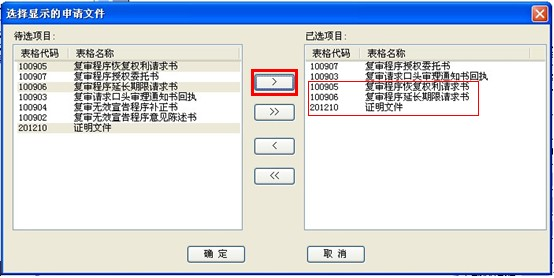 选择显示的申请文件
待选项目:
表格代码 表格名称
100905 复审程序恢复权利请求书
100907 复审程序授权委托书
100906 复审程序延长期限请求书
100903 复审请求口头审理通知书回执
100904 复审无效宣告程序补正书
100902 复审无效宣告程序意见陈述书
201210 证明文件
>
>>
<
<<
已选项目:
表格代码 表格名称
100907 复审程序授权委托书
100903 复审请求口头审理通知书回执
100905 复审程序恢复权利请求书
100906 复审程序延长期限请求书
201210 证明文件
确 定
取 消